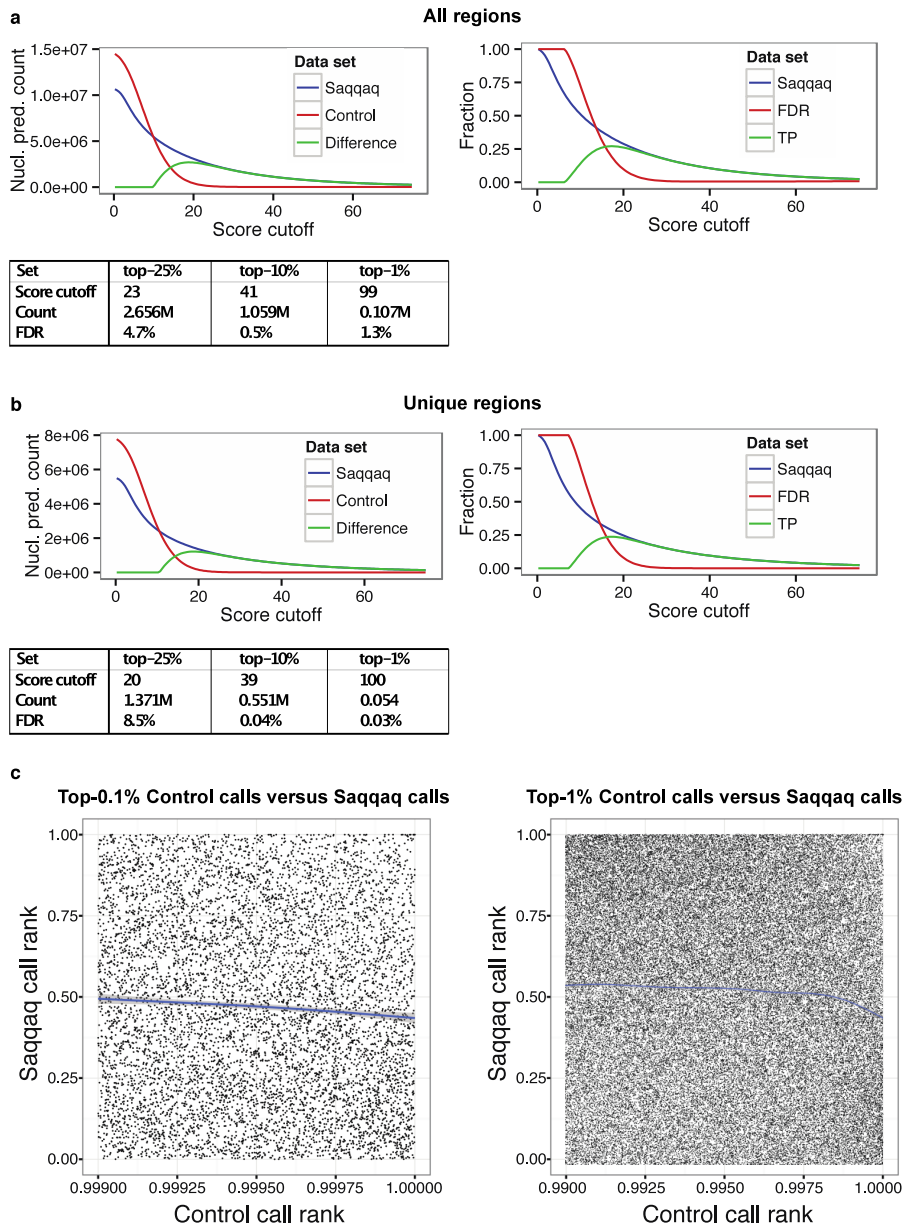 a
All regions
Nucl. pred. count
1.5e+07
1.0e+07
5.0e+06
0.0e+00
0 20 40 60
Score cutoff
Data set
Saqqaq
Control
Difference
Fraction
1.00
0.75
0.50
0.25
0.00
0 20 40 60
Score cutoff
Data set
Saqqaq
FDR
TP
Set top-25% top-10% top-1%
Score cutoff 23 41 99
Count 2.656M 1.059M 0.107M
FDR 4.7% 0.5% 1.3%
b
Unique regions
Nucl. pred. count
8e+06
6e+06
4e+06
2e+06
0e+00
0 20 40 60
Score cutoff
Data set
Saqqaq
Control
Difference
Fraction
1.00
0.75
0.50
0.25
0.00
0 20 40 60
Score cutoff
Data set
Saqqaq
FDR
TP
Set top-25% top-10% top-1%
Score cutoff 20 39 100
Count 1.371M 0.551M 0.054
FDR 8.5% 0.04% 0.03%
c
Top-0.1% Control calls versus Saqqaq calls
Saqqaq call rank
1.00
0.75
0.50
0.25
0.00
0.99900 0.99925 0.99950 0.99975 1.00000
Control call rank
Top-1% Control calls versus Saqqaq calls
Saqqaq call rank
1.00
0.75
0.50
0.25
0.00
0.9900 0.9925 0.9950 0.9975 1.0000
Control call rank